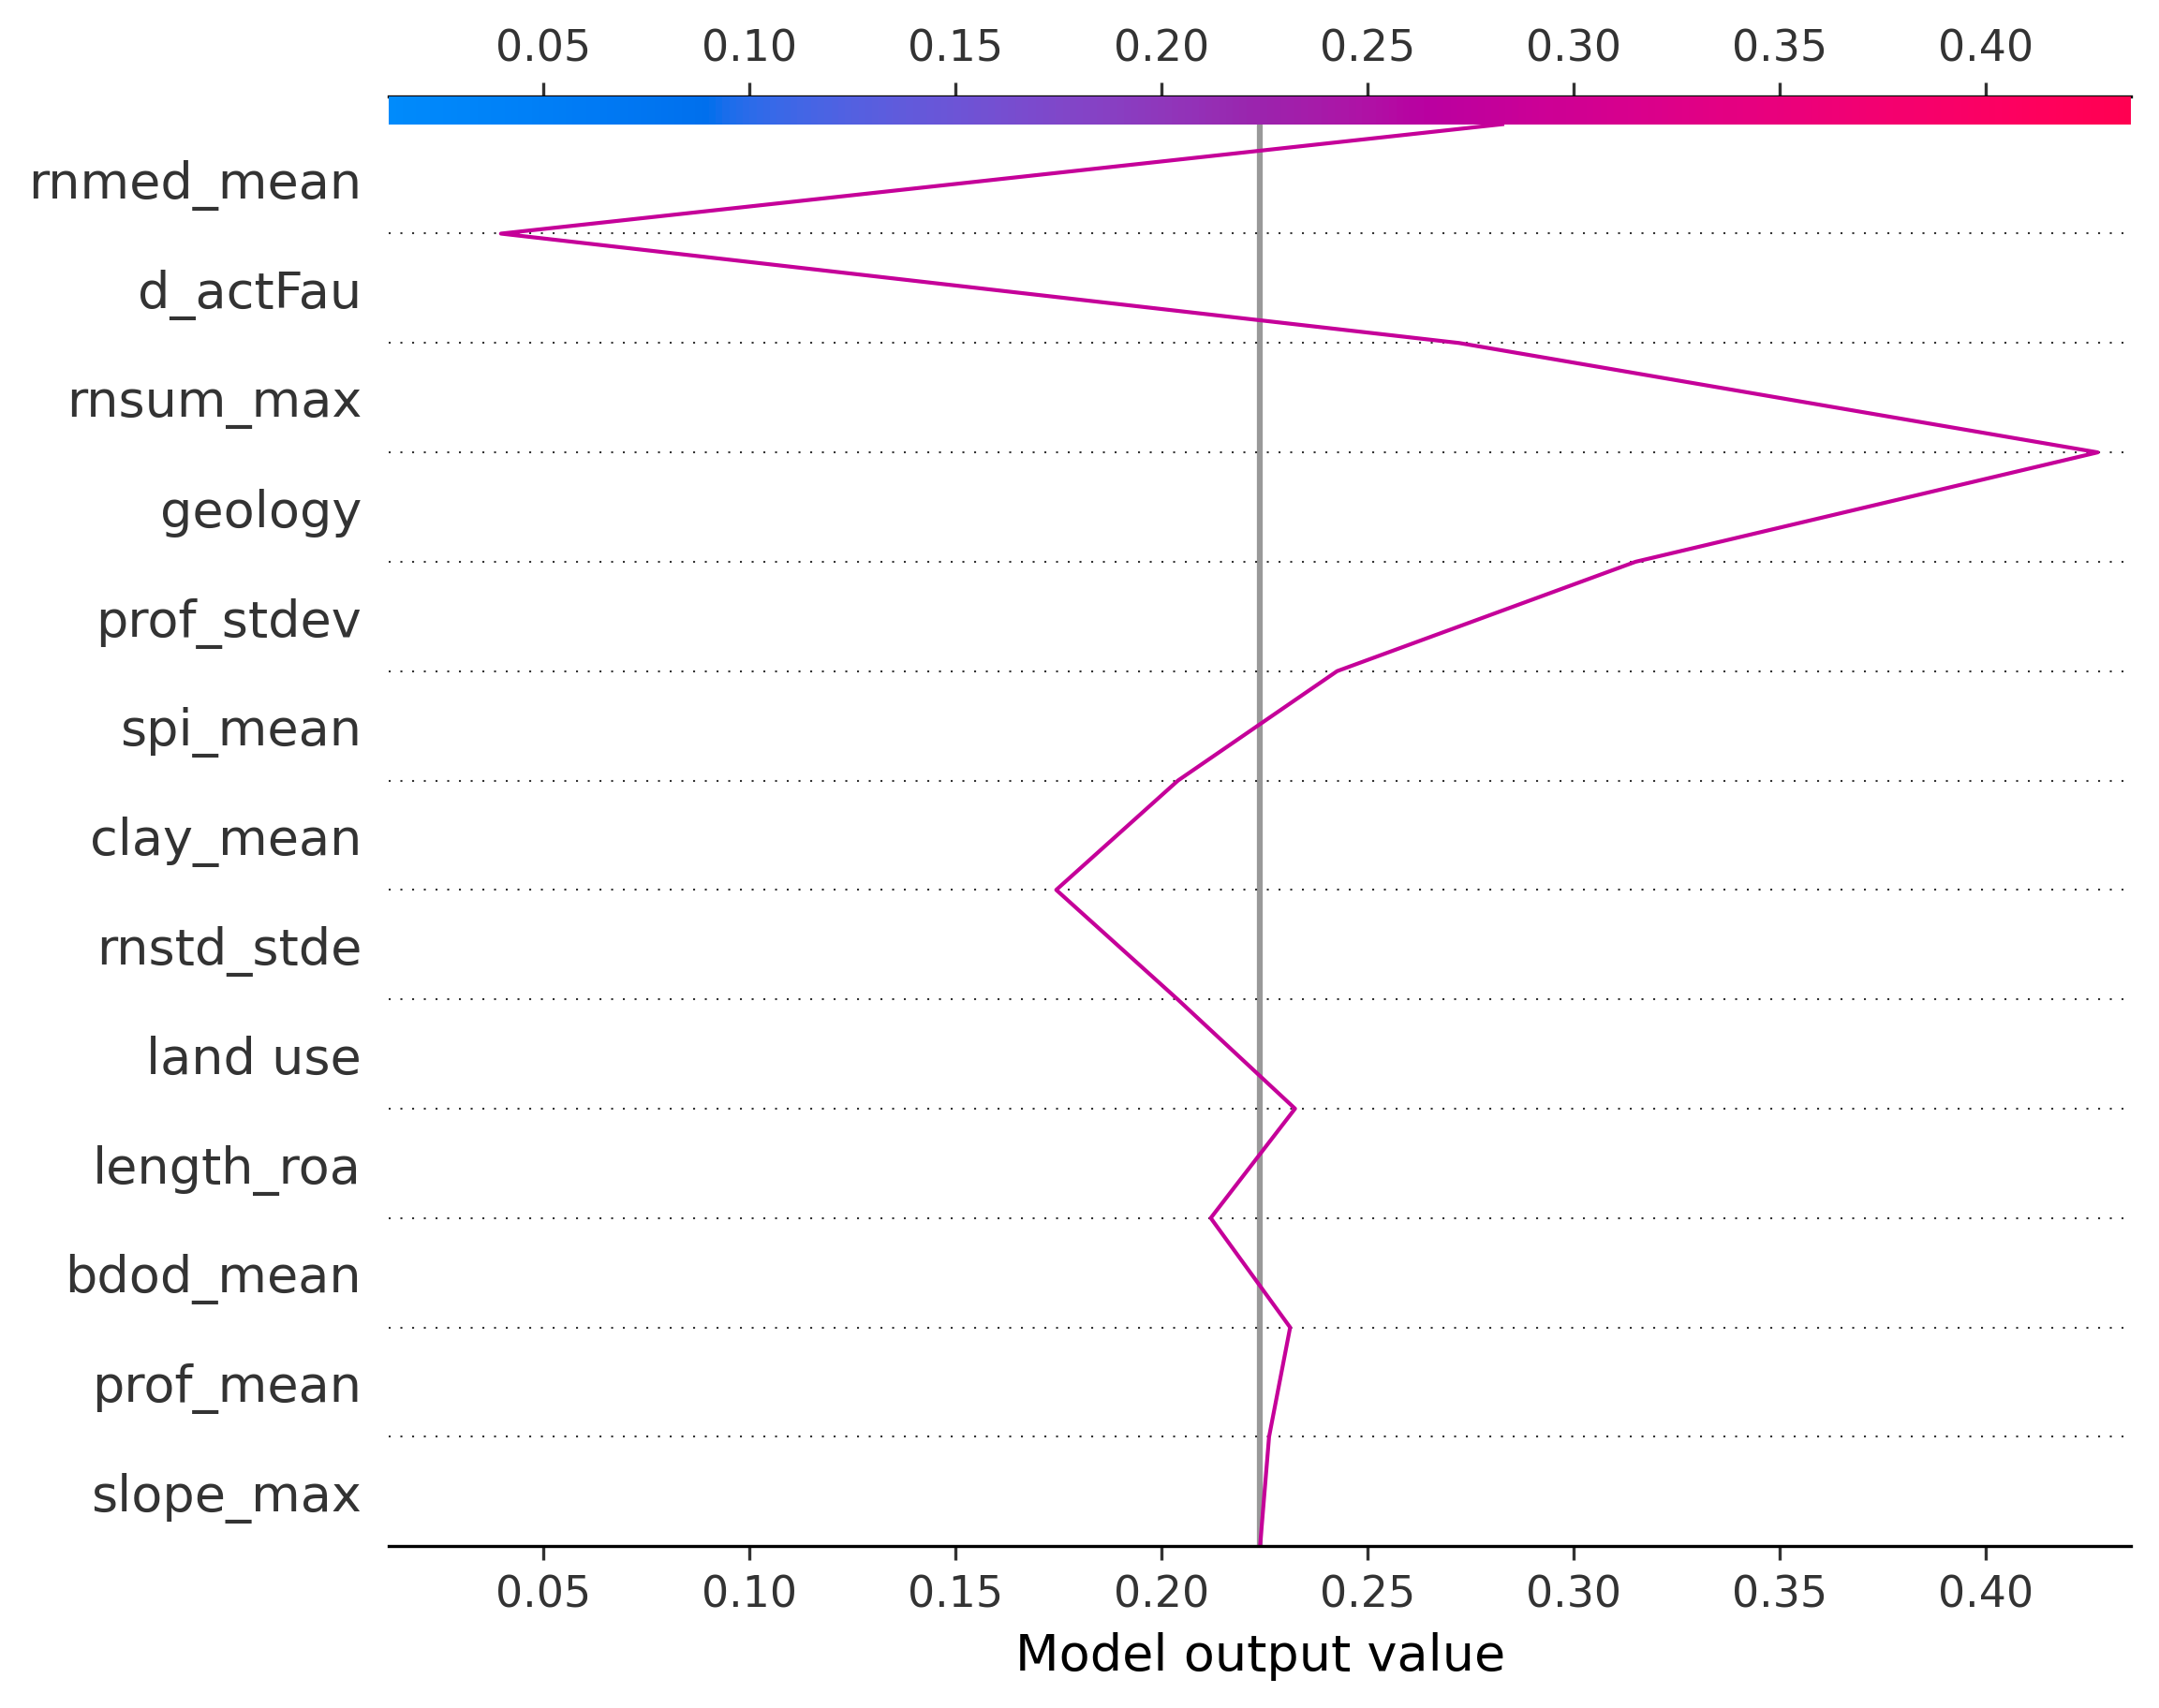 0.05 0.10 0.15 0.20 0.25 0.30 0.35 0.40
rnmed_mean
d_actFau
rnsum_max
geology
prof_stdev
spi_mean
clay_mean
rnstd_stde
land use
length_roa
bdod_mean
prof_mean
slope_max
0.05 0.10 0.15 0.20 0.25 0.30 0.35 0.40
Model output value